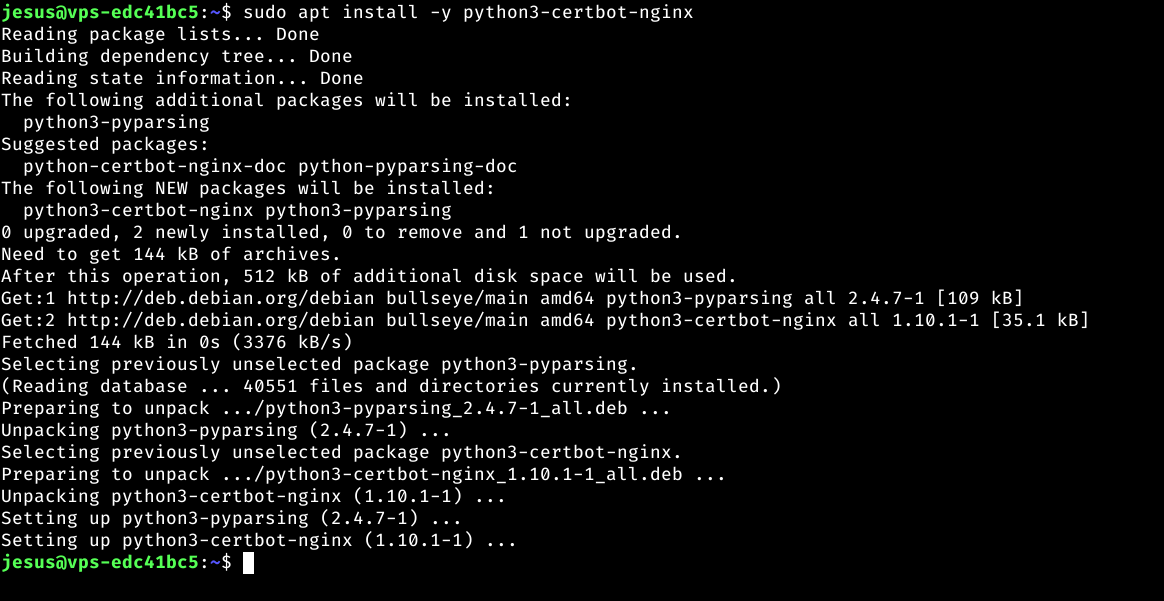 jesus@vps-edc41bc5:~$ sudo apt install -y python3-certbot-nginx
Reading package lists... Done
Building dependency tree... Done
Reading state information... Done
The following additional packages will be installed:
  python3-pyparsing
Suggested packages:
  python-certbot-nginx-doc python-pyparsing-doc
The following NEW packages will be installed:
  python3-certbot-nginx python3-pyparsing
0 upgraded, 2 newly installed, 0 to remove and 1 not upgraded.
Need to get 144 kB of archives.
After this operation, 512 kB of additional disk space will be used.
Get:1 http://deb.debian.org/debian bullseye/main amd64 python3-pyparsing all 2.4.7-1 [109 kB]
Get:2 http://deb.debian.org/debian bullseye/main amd64 python3-certbot-nginx all 1.10.1-1 [35.1 kB]
Fetched 144 kB in 0s (3376 kB/s)
Selecting previously unselected package python3-pyparsing.
(Reading database ... 40551 files and directories currently installed.)
Preparing to unpack .../python3-pyparsing_2.4.7-1_all.deb ...
Unpacking python3-pyparsing (2.4.7-1) ...
Selecting previously unselected package python3-certbot-nginx.
Preparing to unpack .../python3-certbot-nginx_1.10.1-1_all.deb ...
Unpacking python3-certbot-nginx (1.10.1-1) ...
Setting up python3-pyparsing (2.4.7-1) ...
Setting up python3-certbot-nginx (1.10.1-1) ...
jesus@vps-edc41bc5:~$